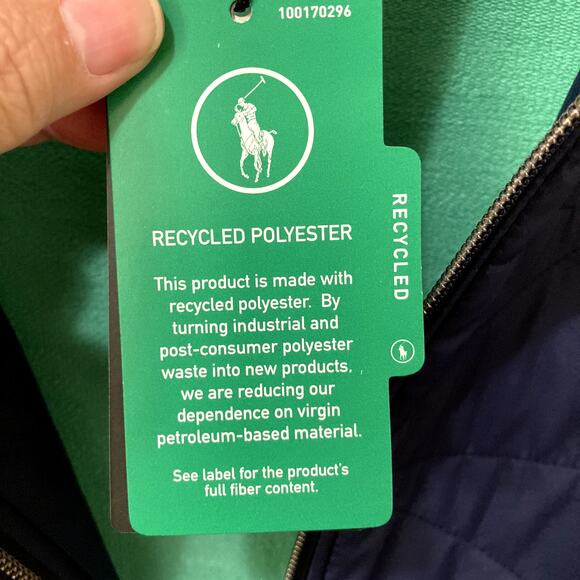 100170296
RECYCLED POLYESTER
This product is made with
recycled polyester. By
turning industrial and
post-consumer polyester
waste into new products,
we are reducing our
dependence on virgin
petroleum-based material.
See label for the product's
full fiber content.
RECYCLED